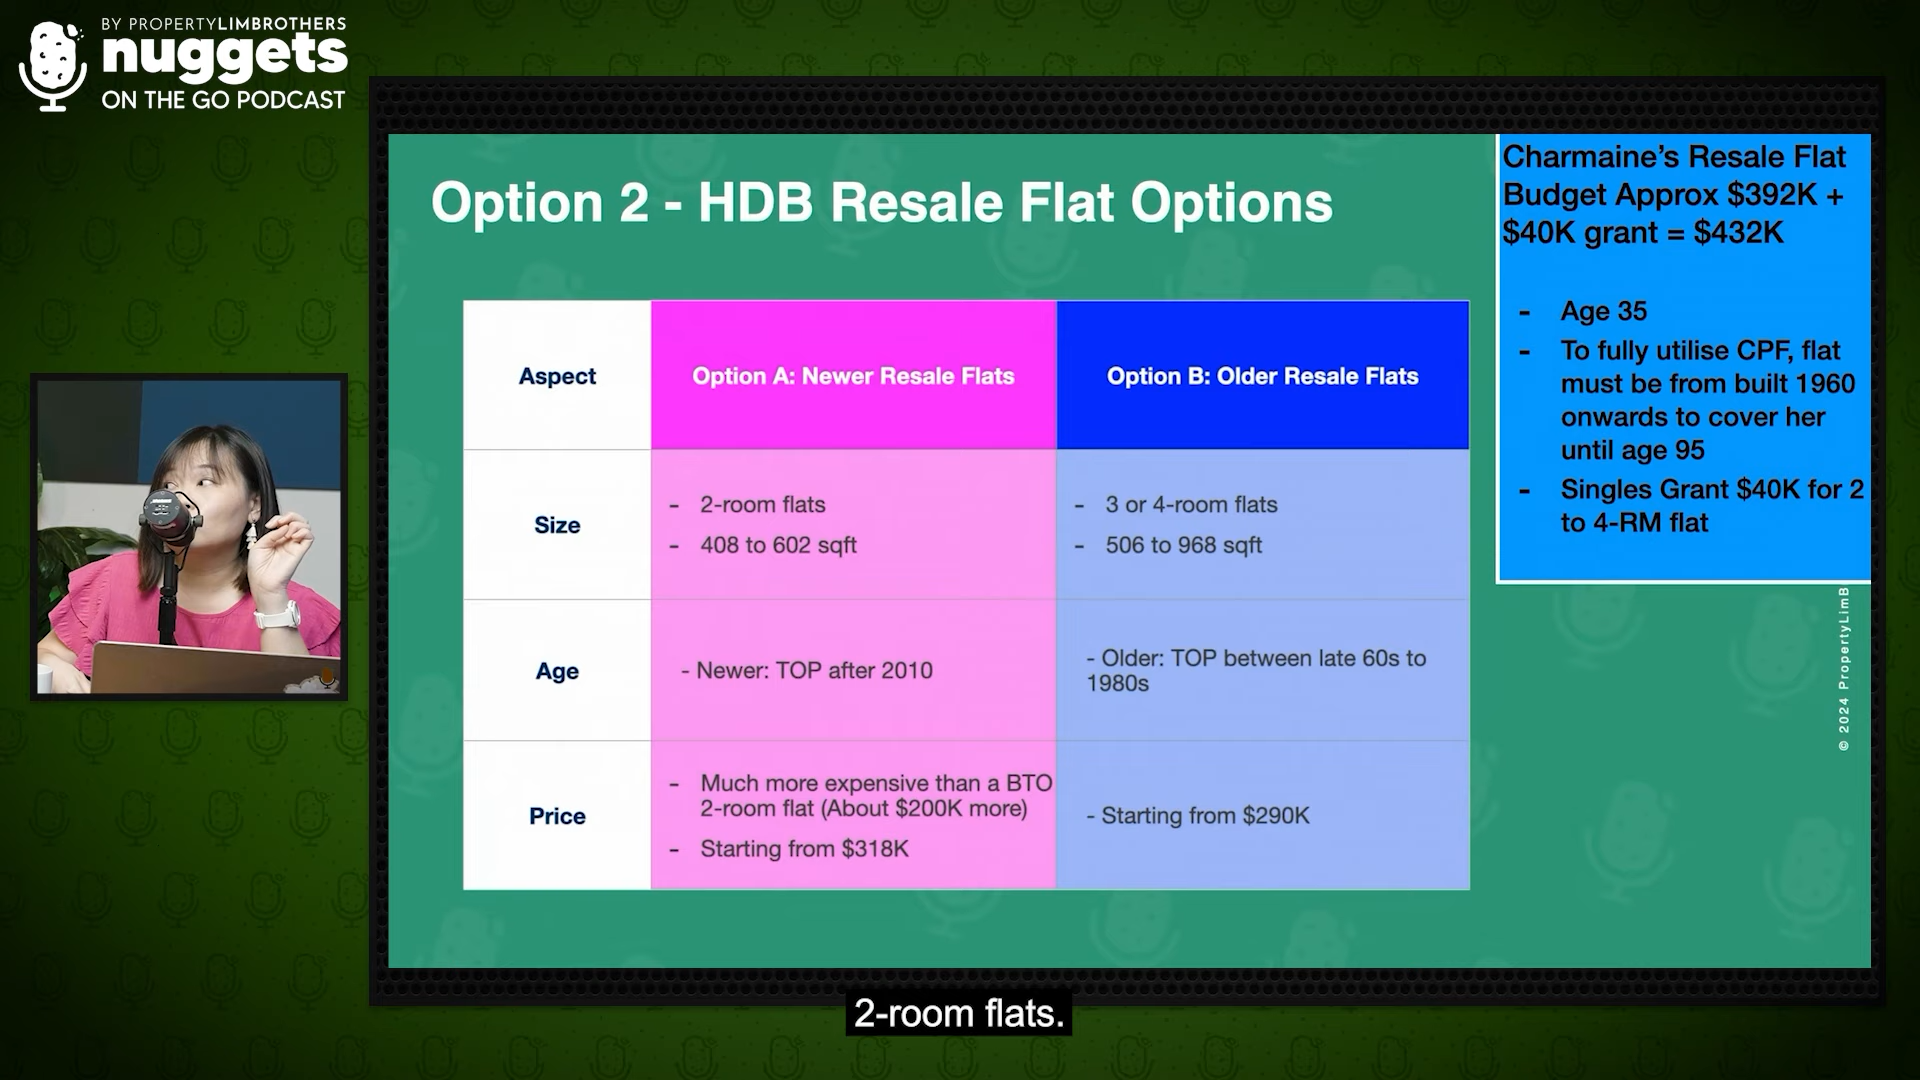 BY PROPERTYLIMBROTHERS
nuggets
ON THE GO PODCAST
Option 2 - HDB Resale Flat Options
Charmaine's Resale Flat
Budget Approx $392K +
$40K grant = $432K
- Age 35
- To fully utilise CPF, flat
must be from built 1960
onwards to cover her
until age 95
- Singles Grant $40K for 2
to 4-RM flat
Aspect
Option A: Newer Resale Flats
Option B: Older Resale Flats
Size
- 2-room flats
- 408 to 602 sqft
- 3 or 4-room flats
- 506 to 968 sqft
Age
- Newer: TOP after 2010
- Older: TOP between late 60s to
1980s
Price
- Much more expensive than a BTO
2-room flat (About $200K more)
- Starting from $318K
- Starting from $290K
© 2024 PropertyLimB
2-room flats.